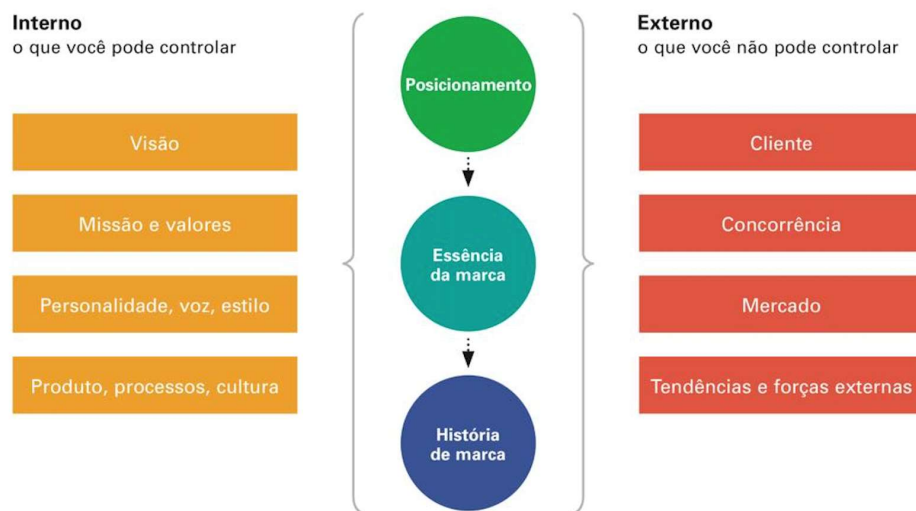 Interno
o que você pode controlar
Visão
Missão e valores
Personalidade, voz, estilo
Produto, processos, cultura
Posicionamento
Essência
da marca
História
de marca
Externo
o que você não pode controlar
Cliente
Concorrência
Mercado
Tendências e forças externas